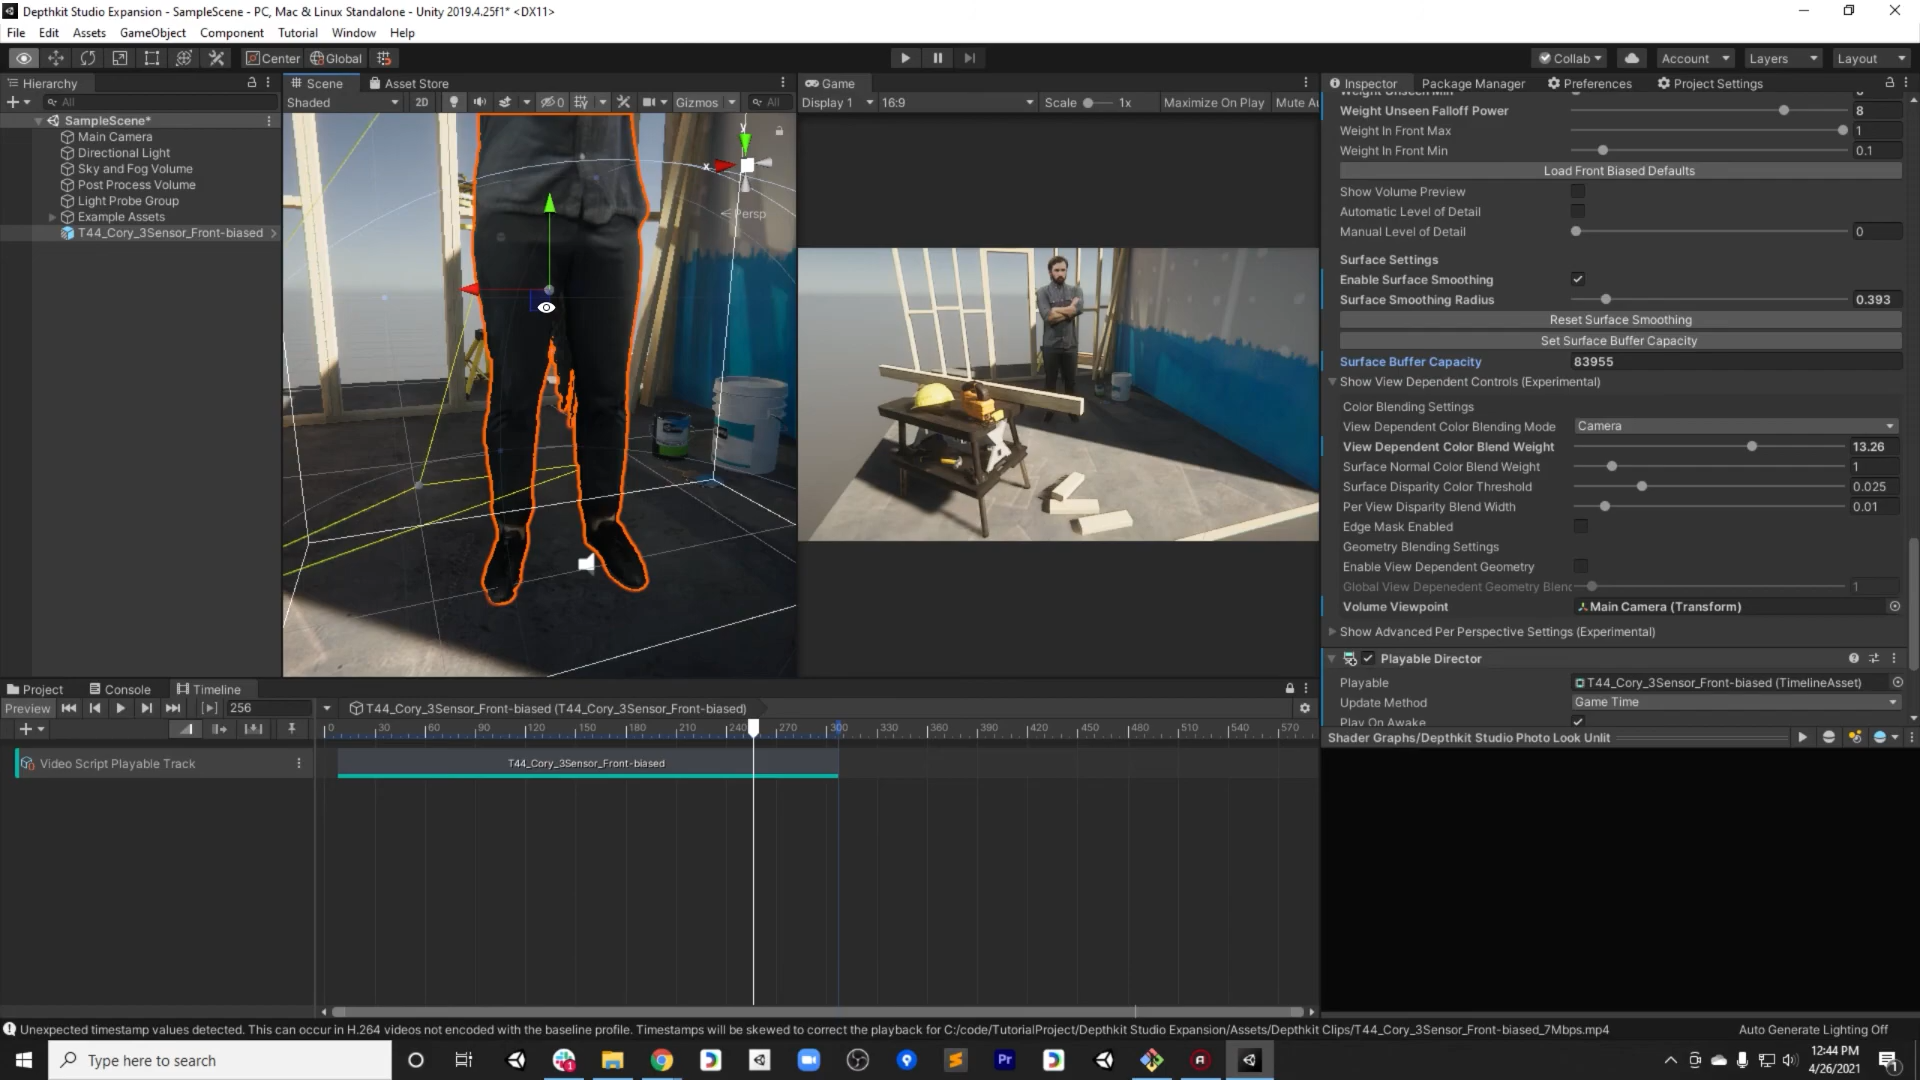 Depthkit Studio Expansion - SampleScene - PC, Mac & Linux Standalone - Unity 2019.4.25f1* <DX11>
File Edit Assets GameObject Component Tutorial Window Help
Center Global Collab Account Layers Layout
Hierarchy
All
SampleScene*
Main Camera
Directional Light
Sky and Fog Volume
Post Process Volume
Light Probe Group
Example Assets
T44_Cory_3Sensor_Front-biased
Scene Asset Store
Shaded 2D 0 Gizmos All
y
x
Persp
Game
Display 1 16:9 Scale 1x Maximize On Play Mute Au
Inspector Package Manager Preferences Project Settings
Weight Unseen Falloff Power 8
Weight In Front Max 1
Weight In Front Min 0.1
Load Front Biased Defaults
Show Volume Preview
Automatic Level of Detail
Manual Level of Detail 0
Surface Settings
Enable Surface Smoothing
Surface Smoothing Radius 0.393
Reset Surface Smoothing
Set Surface Buffer Capacity
Surface Buffer Capacity 83955
Show View Dependent Controls (Experimental)
Color Blending Settings
View Dependent Color Blending Mode Camera
View Dependent Color Blend Weight 13.26
Surface Normal Color Blend Weight 1
Surface Disparity Color Threshold 0.025
Per View Disparity Blend Width 0.01
Edge Mask Enabled
Geometry Blending Settings
Enable View Dependent Geometry
Global View Depenedent Geometry Blend 1
Volume Viewpoint Main Camera (Transform)
Show Advanced Per Perspective Settings (Experimental)
Playable Director
Playable T44_Cory_3Sensor_Front-biased (TimelineAsset)
Update Method Game Time
Play On Awake
Shader Graphs/Depthkit Studio Photo Look Unlit
Project Console Timeline
Preview 256 T44_Cory_3Sensor_Front-biased (T44_Cory_3Sensor_Front-biased)
0 30 60 90 120 150 180 210 240 270 300 330 360 390 420 450 480 510 540 570
Video Script Playable Track T44_Cory_3Sensor_Front-biased
Unexpected timestamp values detected. This can occur in H.264 videos not encoded with the baseline profile. Timestamps will be skewed to correct the playback for C:/code/TutorialProject/Depthkit Studio Expansion/Assets/Depthkit Clips/T44_Cory_3Sensor_Front-biased_7Mbps.mp4 Auto Generate Lighting Off
Type here to search
Pr
12:44 PM
4/26/2021